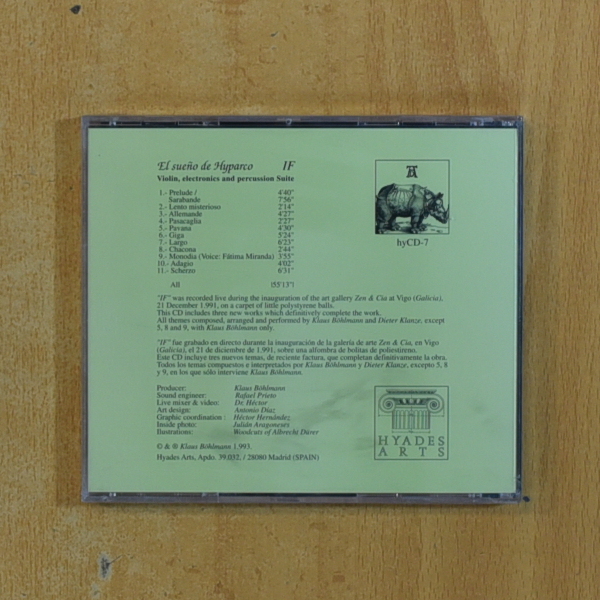 El sueño de Hyparco IF
Violin, electronics and percussion Suite
1.- Prelude / 4'40"
Sarabande 7'56"
2.- Lento misterioso 2'14"
3.- Allemande 4'27"
4.- Pasacaglia 2'27"
5.- Pavana 4'30"
6.- Giga 5'24"
7.- Largo 6'23"
8.- Chacona 2'44"
9.- Monodia (Voice: Fátima Miranda) 3'55"
10.- Adagio 4'02"
11.- Scherzo 6'31"
All (55'13")
hyCD-7
"IF" was recorded live during the inauguration of the art gallery Zen & Cia at Vigo (Galicia),
21 December 1.991, on a carpet of little polystyrene balls.
This CD includes three new works which definitively complete the work.
All themes composed, arranged and performed by Klaus Böhlmann and Dieter Klanze, except
5, 8 and 9, with Klaus Böhlmann only.
"IF" fue grabado en directo durante la inauguración de la galería de arte Zen & Cia, en Vigo
(Galicia), el 21 de diciembre de 1.991, sobre una alfombra de bolitas de poliestireno.
Este CD incluye tres nuevos temas, de reciente factura, que completan definitivamente la obra.
Todos los temas compuestos e interpretados por Klaus Böhlmann y Dieter Klanze, excepto 5, 8
y 9, en los que sólo interviene Klaus Böhlmann.
Producer: Klaus Böhlmann
Sound engineer: Rafael Prieto
Live mixer & video: Dr. Héctor
Art design: Antonio Díaz
Graphic coordination : Héctor Hernández
Inside photo: Julián Aragoneses
Ilustrations: Woodcuts of Albrecht Dürer
© & ® Klaus Böhlmann 1.993.
Hyades Arts, Apdo. 39.032, / 28080 Madrid (SPAIN)
HYADES
ARTS